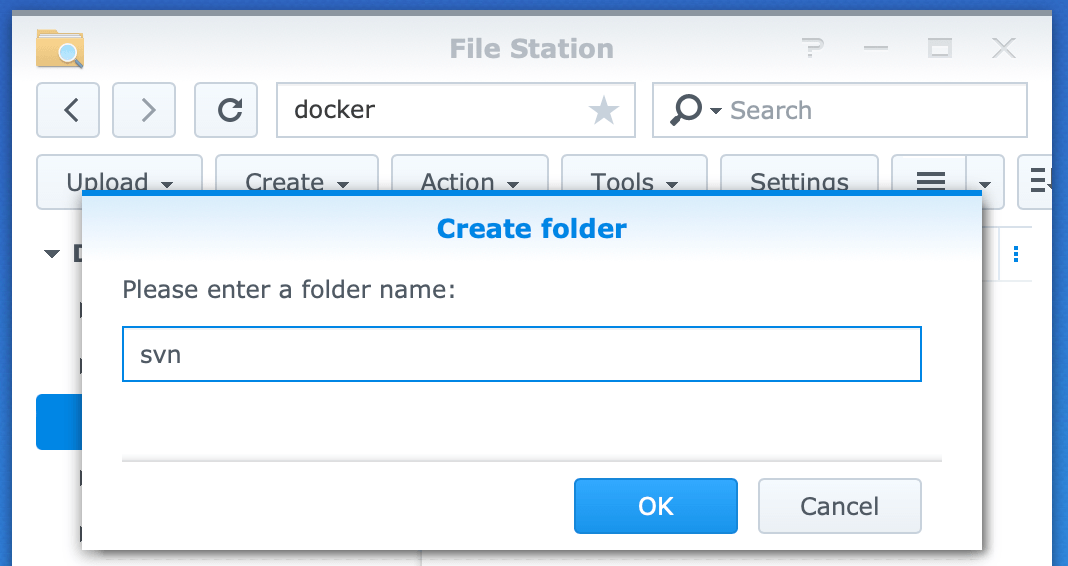 File Station
docker
Search
Upload Create Action Tools Settings
Create folder
Please enter a folder name:
svn
OK Cancel